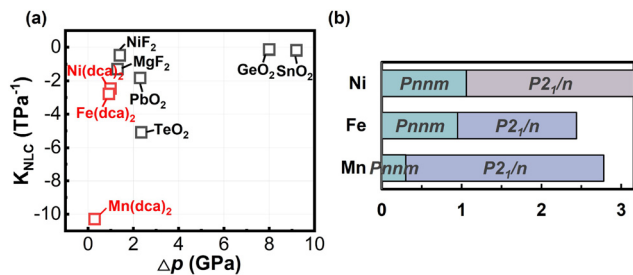 (a)
0
-2
-4
-6
-8
-10
K_NLC (TPa⁻¹)
NiF₂
MgF₂
Ni(dca)₂
Fe(dca)₂
PbO₂
TeO₂
GeO₂ SnO₂
Mn(dca)₂
0 2 4 6 8 10
△p (GPa)
(b)
Ni Pnnm P2₁/n
Fe Pnnm P2₁/n
Mn Pnnm P2₁/n
0 1 2 3